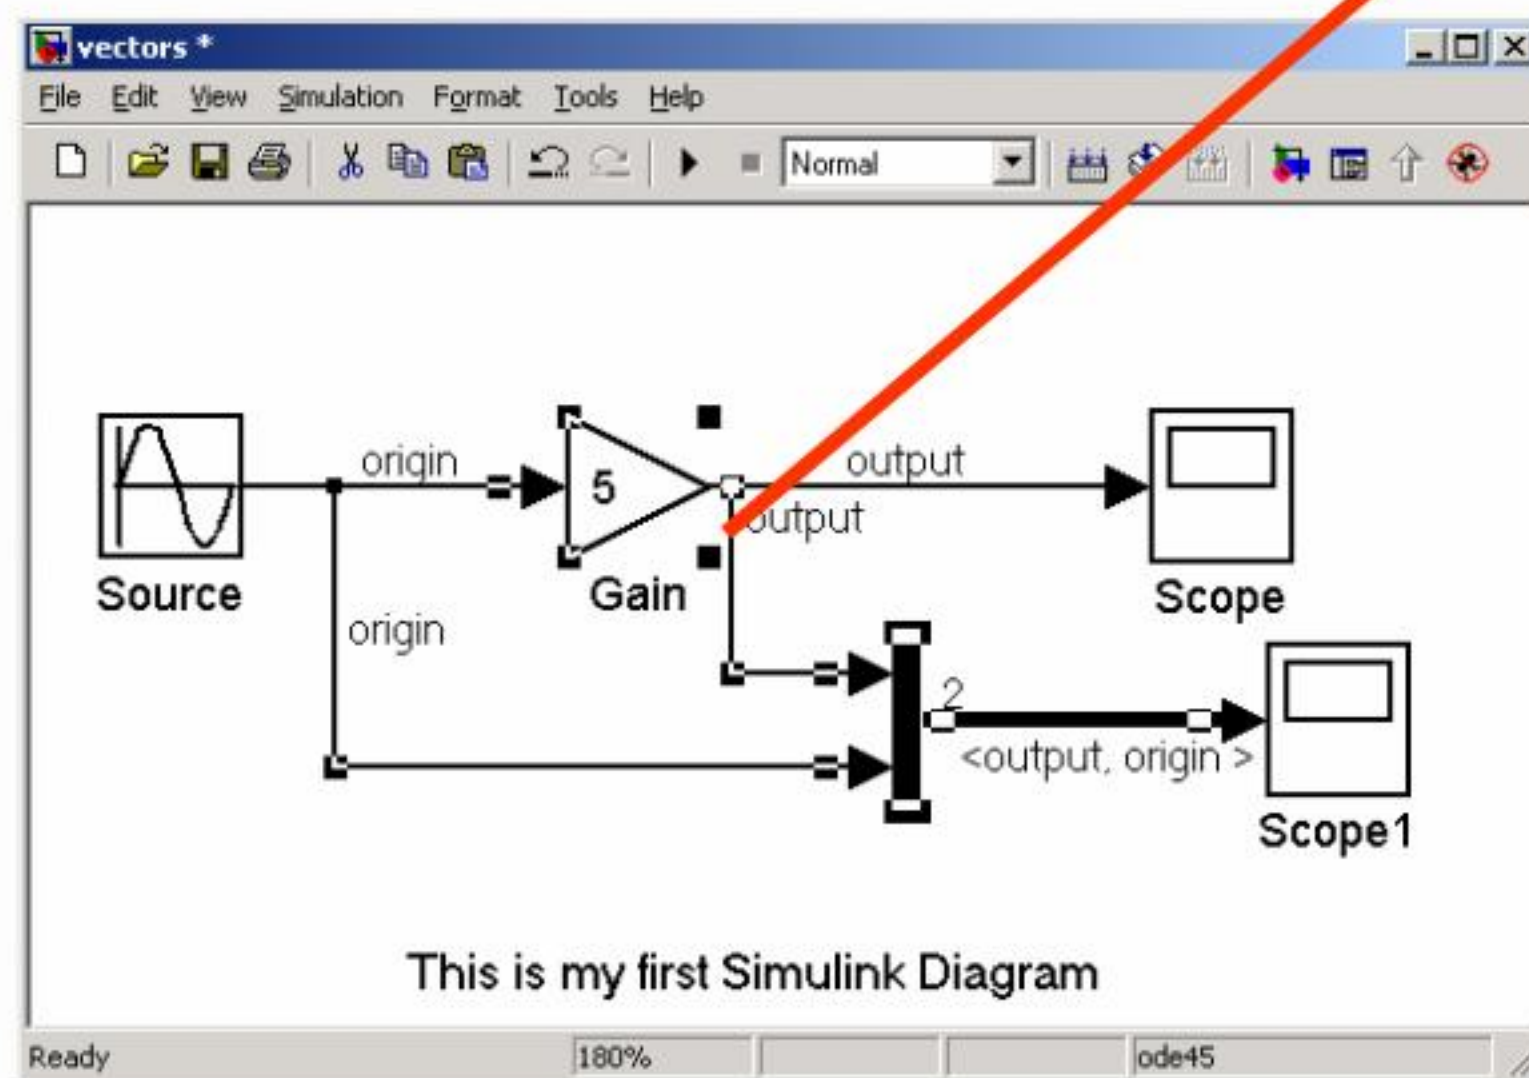 vectors *
File Edit View Simulation Format Tools Help
Normal
origin
5
output
output
Source
Gain
Scope
origin
2
<output, origin >
Scope1
This is my first Simulink Diagram
Ready 180% ode45